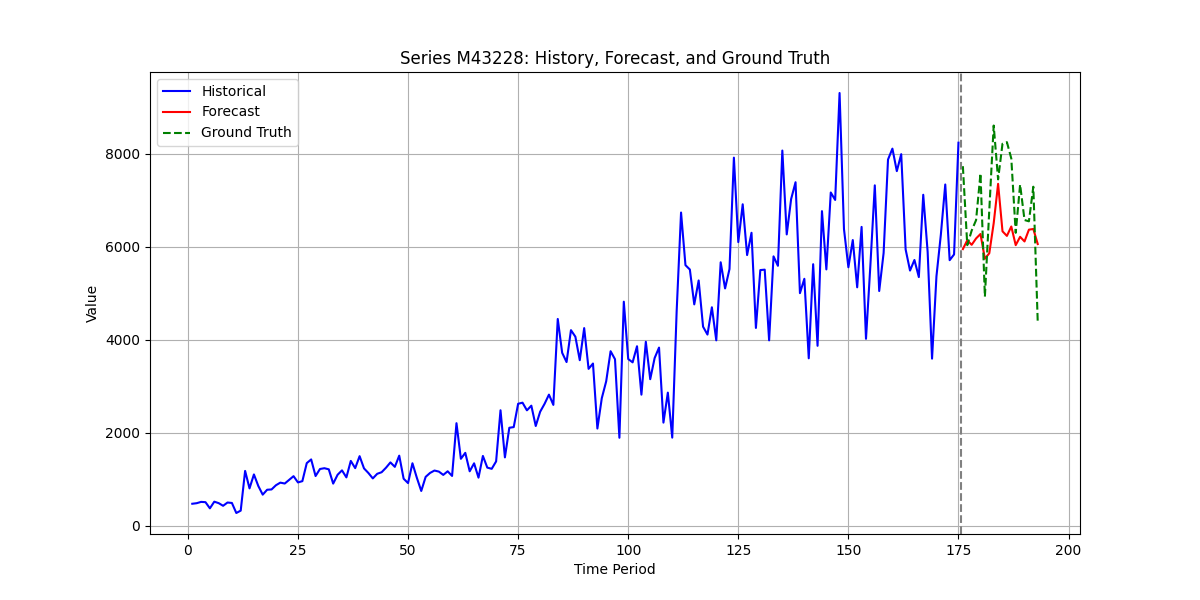 Series M43228: History, Forecast, and Ground Truth
Historical
Forecast
Ground Truth
8000
6000
4000
2000
0
Value
0 25 50 75 100 125 150 175 200
Time Period